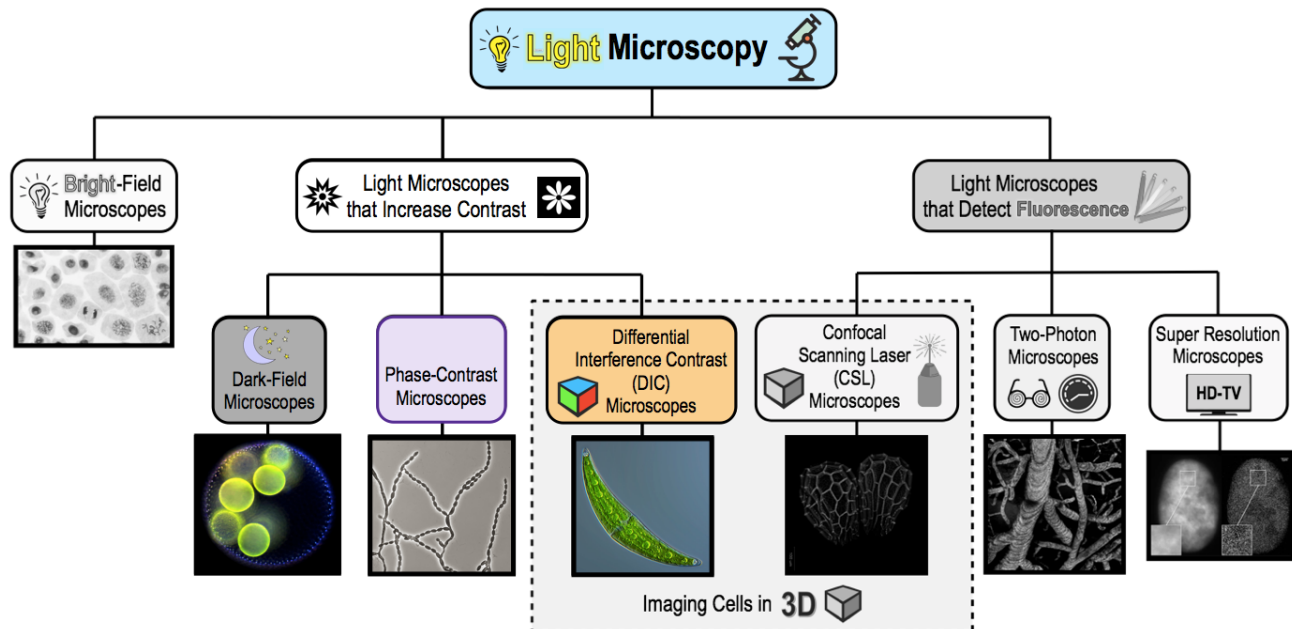 Light Microscopy
Bright-Field
Microscopes
Light Microscopes
that Increase Contrast
Light Microscopes
that Detect Fluorescence
Dark-Field
Microscopes
Phase-Contrast
Microscopes
Differential
Interference Contrast
(DIC)
Microscopes
Confocal
Scanning Laser
(CSL)
Microscopes
Two-Photon
Microscopes
Super Resolution
Microscopes
HD-TV
Imaging Cells in 3D